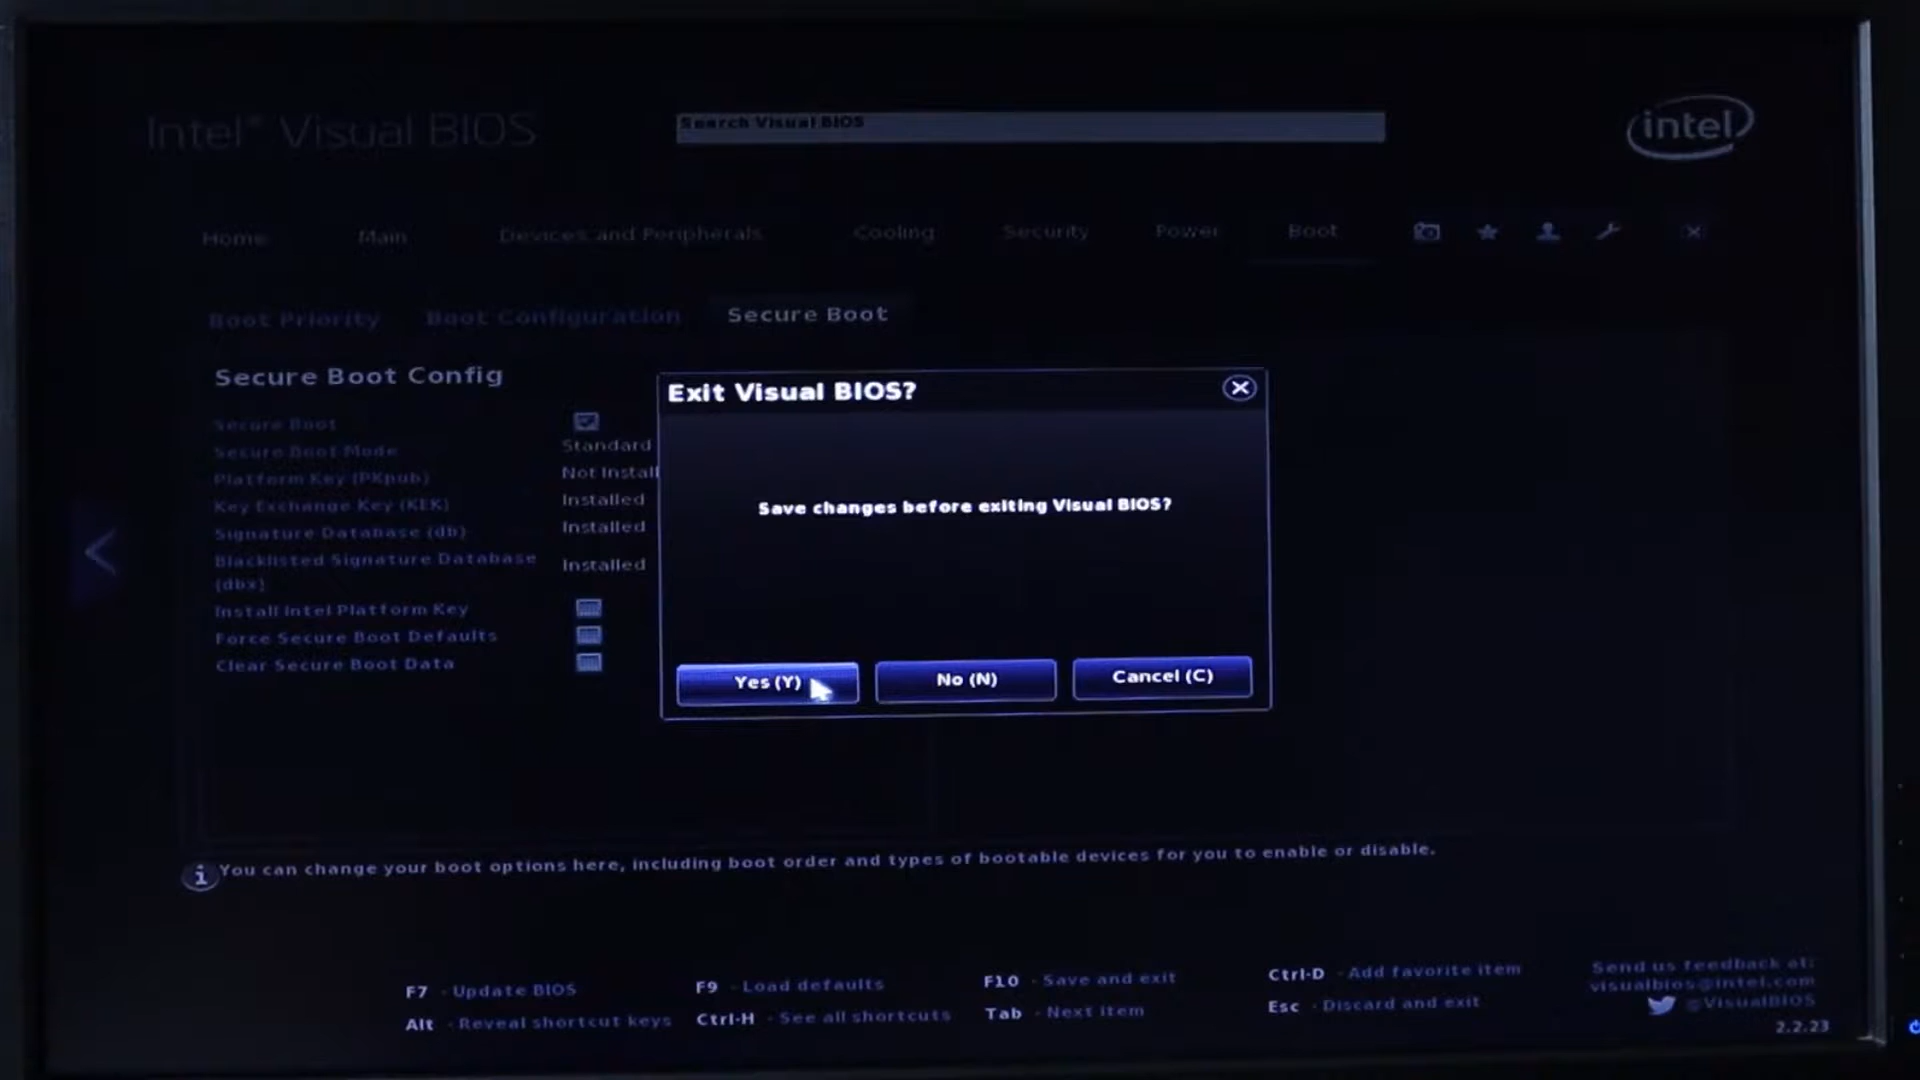 Intel® Visual BIOS
Search Visual BIOS
intel
Home Main Devices and Peripherals Cooling Security Power Boot
Boot Priority Boot Configuration Secure Boot
Secure Boot Config
Secure Boot
Secure Boot Mode Standard
Platform Key (PKpub) Not Install
Key Exchange Key (KEK) Installed
Signature Database (db) Installed
Blacklisted Signature Database
(dbx) Installed
Install Intel Platform Key
Force Secure Boot Defaults
Clear Secure Boot Data
Exit Visual BIOS?
Save changes before exiting Visual BIOS?
Yes (Y) No (N) Cancel (C)
You can change your boot options here, including boot order and types of bootable devices for you to enable or disable.
F7 - Update BIOS F9 - Load defaults F10 - Save and exit Ctrl-D - Add favorite item
Alt - Reveal shortcut keys Ctrl-H - See all shortcuts Tab - Next item Esc - Discard and exit
Send us feedback at:
visualbios@intel.com
@VisualBIOS
2.2.23